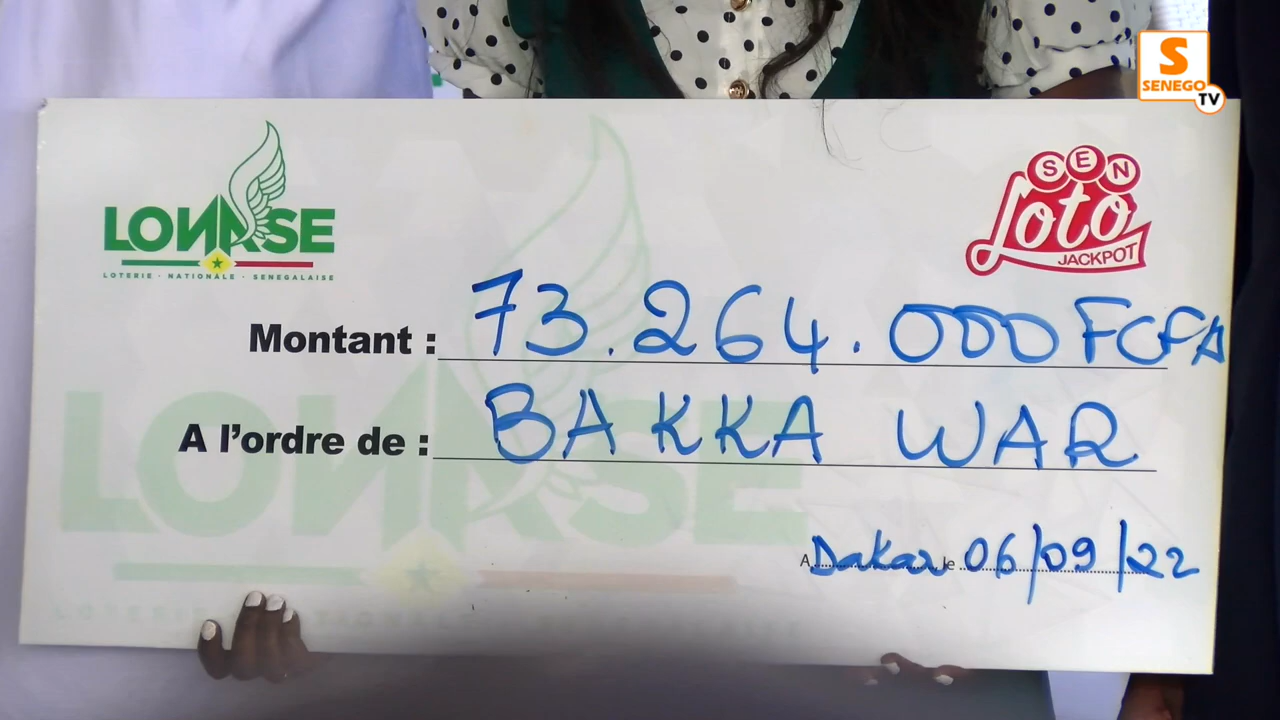 S
SENEGO
TV
LONASE
LOTERIE · NATIONALE · SENEGALAISE
SEN
Loto
JACKPOT
Montant : 73.264.000 FCFA
A l'ordre de : BAKKA WAR
A Dakar le 06/09/22
LONASE